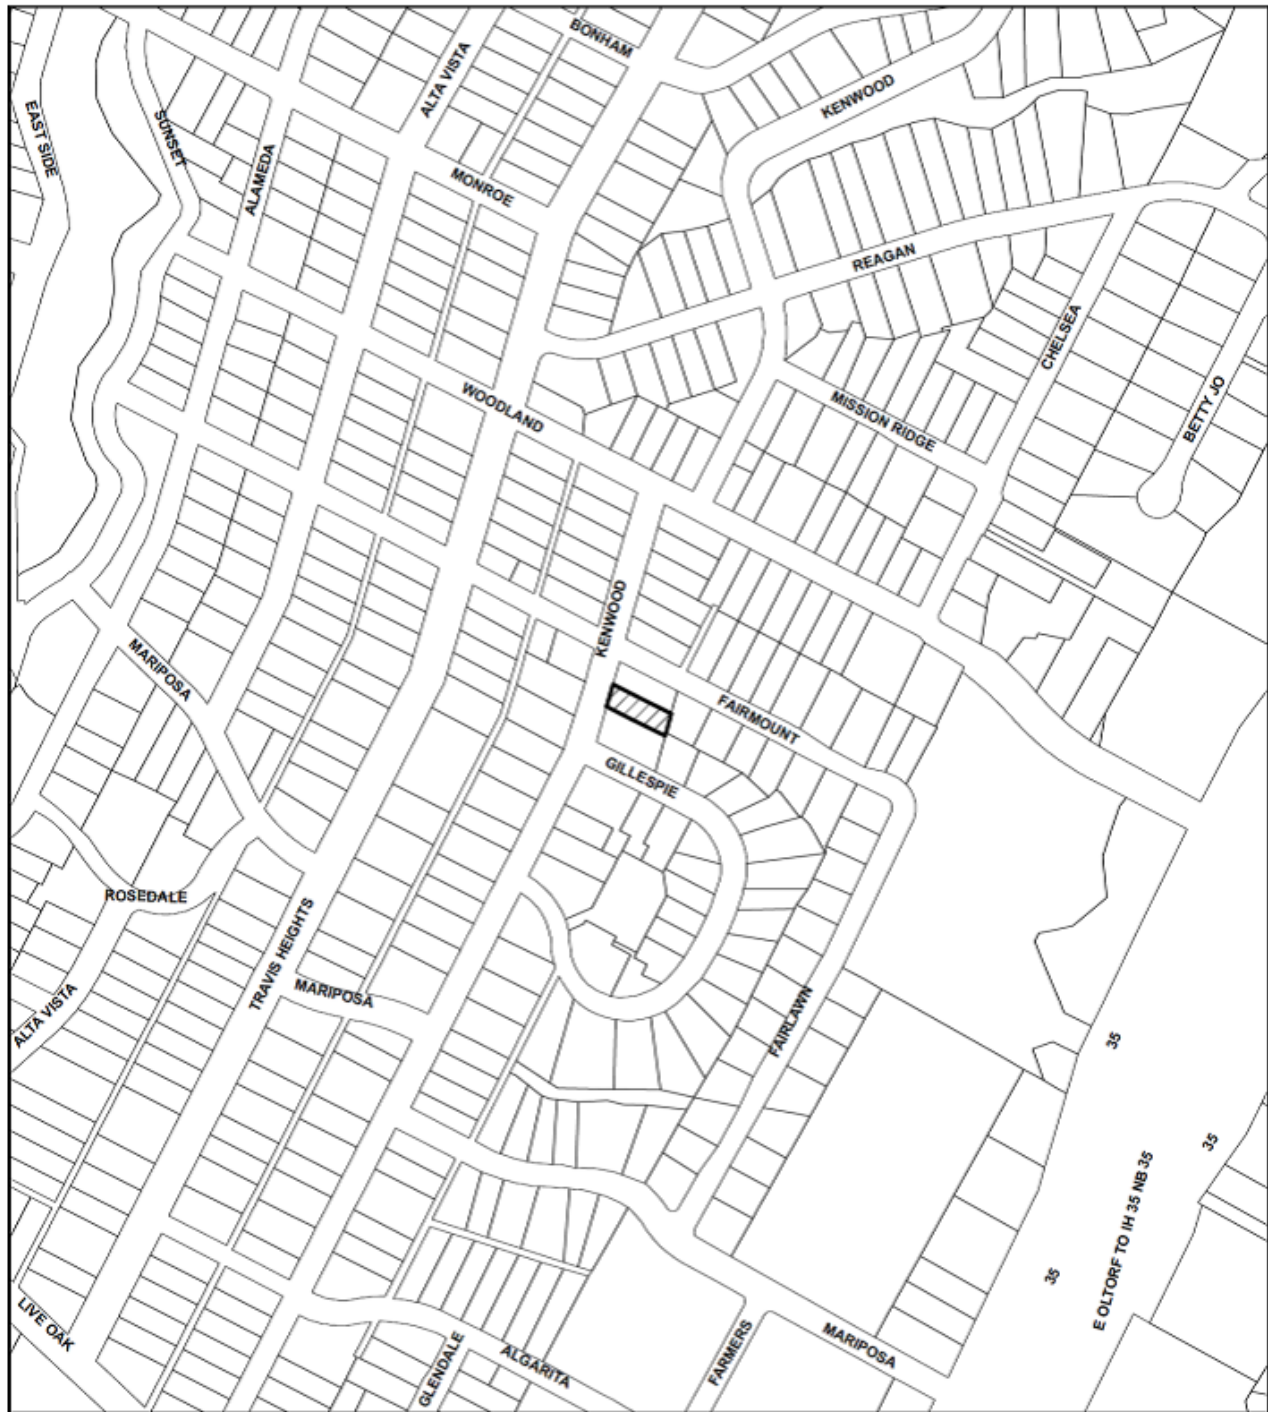 BONHAM
ALTA VISTA
KENWOOD
EAST SIDE
SUNSET
ALAMEDA
MONROE
REAGAN
CHELSEA
WOODLAND
MISSION RIDGE
BETTY JO
KENWOOD
MARIPOSA
FAIRMOUNT
GILLESPIE
ROSEDALE
TRAVIS HEIGHTS
MARIPOSA
ALTA VISTA
FAIRLAWN
35
35
E OLTORF TO IH 35 NB 35
35
LIVE OAK
GLENDALE
ALGARITA
FARMERS
MARIPOSA